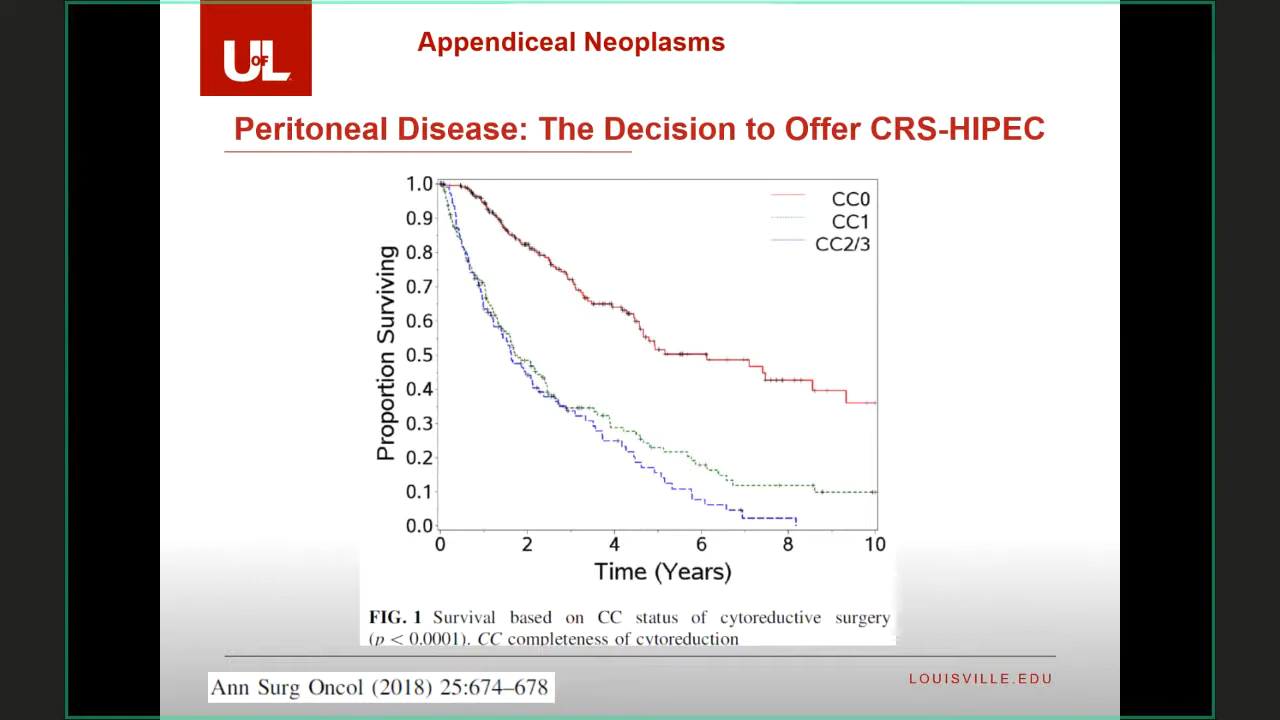 UofL
Appendiceal Neoplasms
Peritoneal Disease: The Decision to Offer CRS-HIPEC
1.0
0.9
0.8
0.7
0.6
0.5
0.4
0.3
0.2
0.1
0.0
Proportion Surviving
CC0
CC1
CC2/3
0 2 4 6 8 10
Time (Years)
FIG. 1 Survival based on CC status of cytoreductive surgery
(p < 0.0001). CC completeness of cytoreduction
Ann Surg Oncol (2018) 25:674–678
LOUISVILLE.EDU